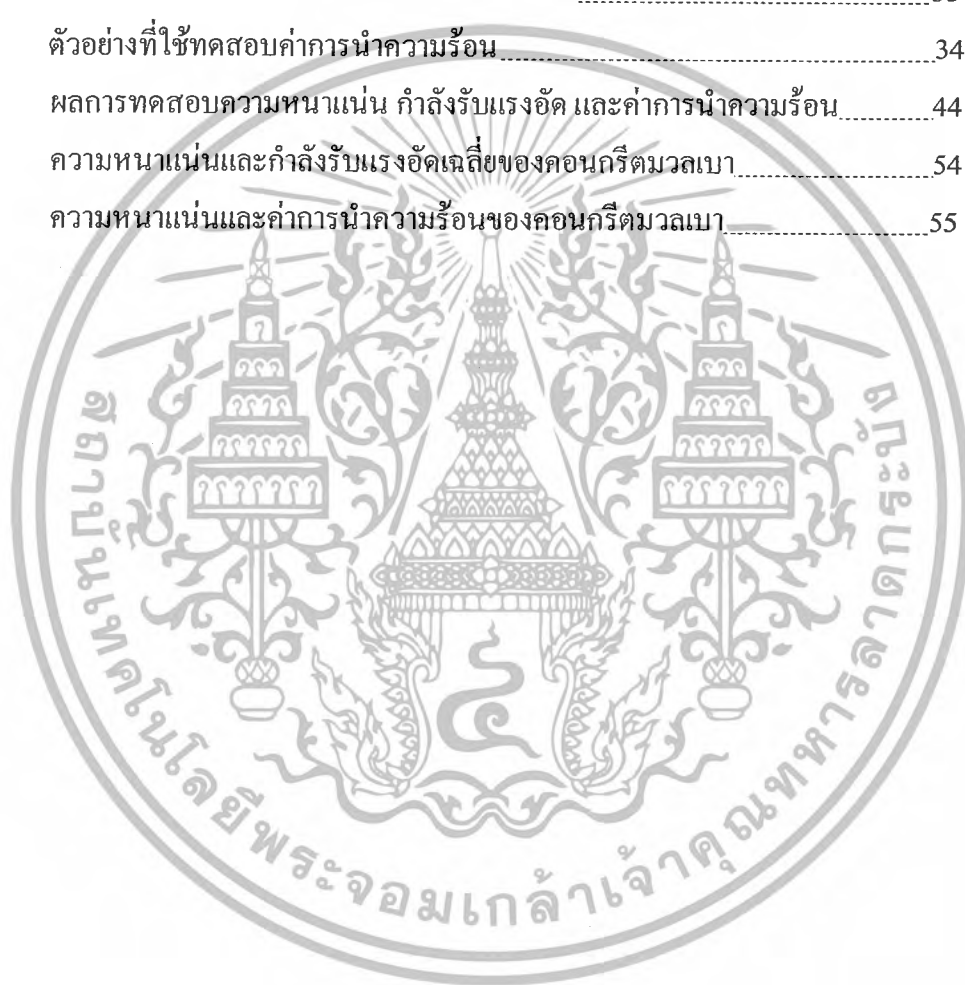 ตัวอย่างที่ใช้ทดสอบค่าการนำความร้อน 34
ผลการทดสอบความหนาแน่น กำลังรับแรงอัด และค่าการนำความร้อน 44
ความหนาแน่นและกำลังรับแรงอัดเฉลี่ยของคอนกรีตมวลเบา 54
ความหนาแน่นและค่าการนำความร้อนของคอนกรีตมวลเบา 55
สถาบันเทคโนโลยีพระจอมเกล้าเจ้าคุณทหารลาดกระบัง
๔